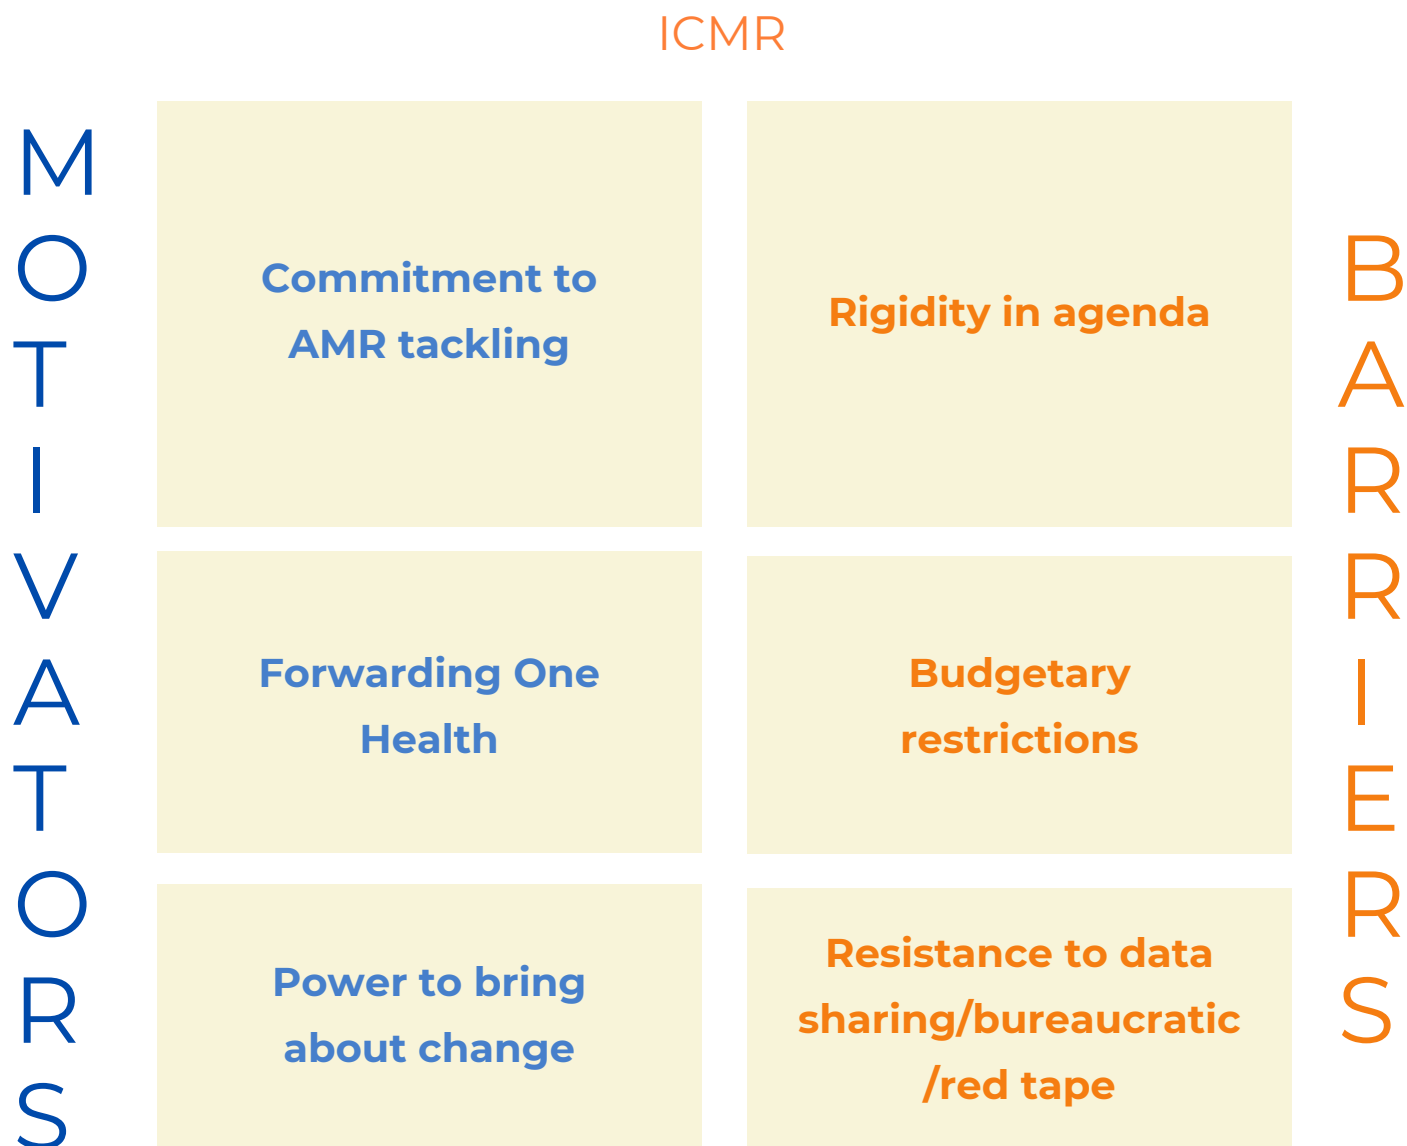 ICMR
MOTIVATORS
Commitment to
AMR tackling
Forwarding One
Health
Power to bring
about change
Rigidity in agenda
Budgetary
restrictions
Resistance to data
sharing/bureaucratic
/red tape
BARRIERS